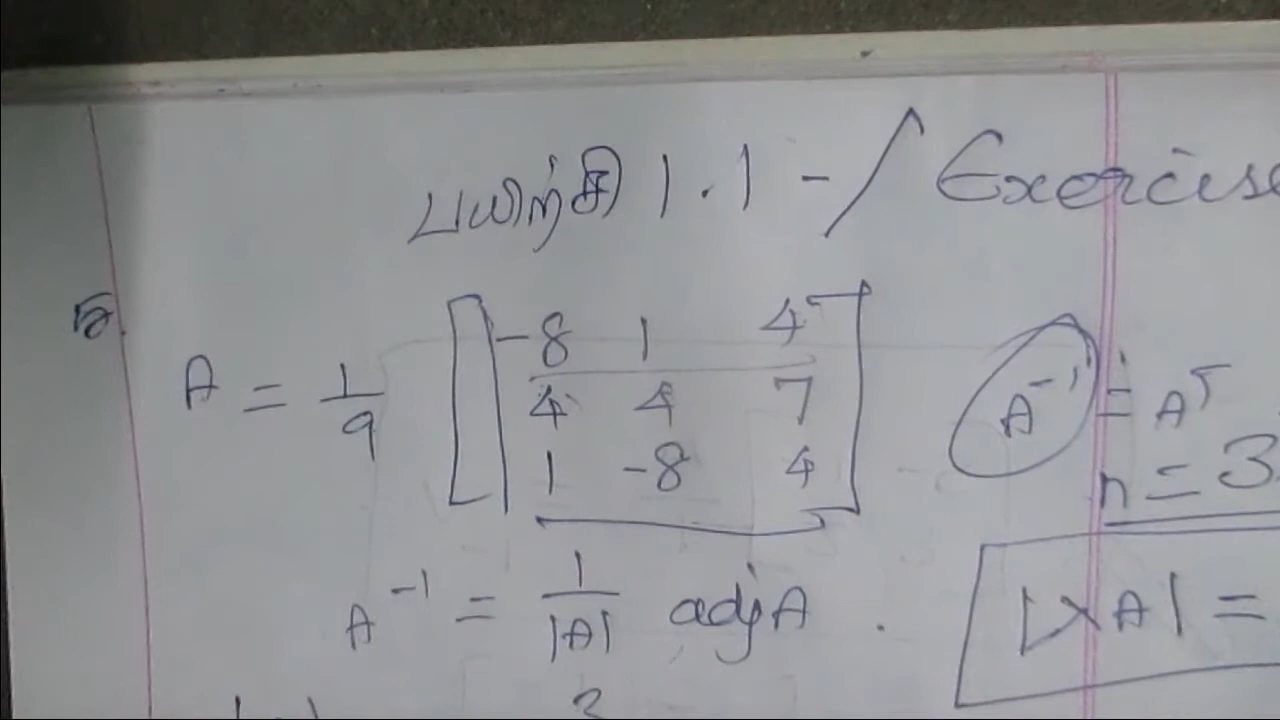 பயிற்சி 1.1 - / Exercise
A = 1/9 [ -8 1 4
4 4 7
1 -8 4 ]
A⁻¹ = Aᵀ
n = 3
A⁻¹ = 1/|A| adj A .
|λA| =
3